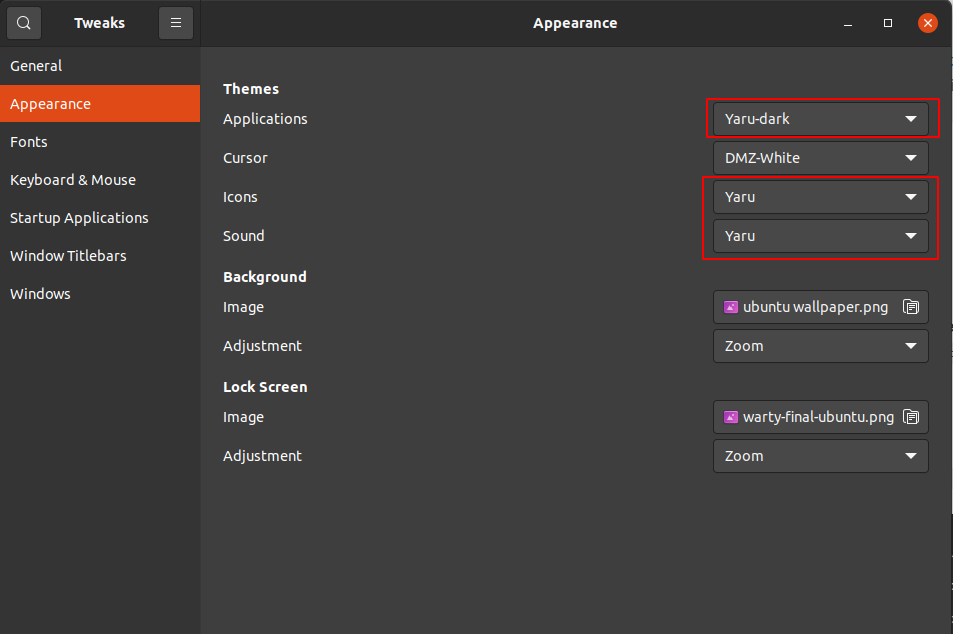 Tweaks
Appearance
General
Appearance
Fonts
Keyboard & Mouse
Startup Applications
Window Titlebars
Windows
Themes
Applications Yaru-dark
Cursor DMZ-White
Icons Yaru
Sound Yaru
Background
Image ubuntu wallpaper.png
Adjustment Zoom
Lock Screen
Image warty-final-ubuntu.png
Adjustment Zoom